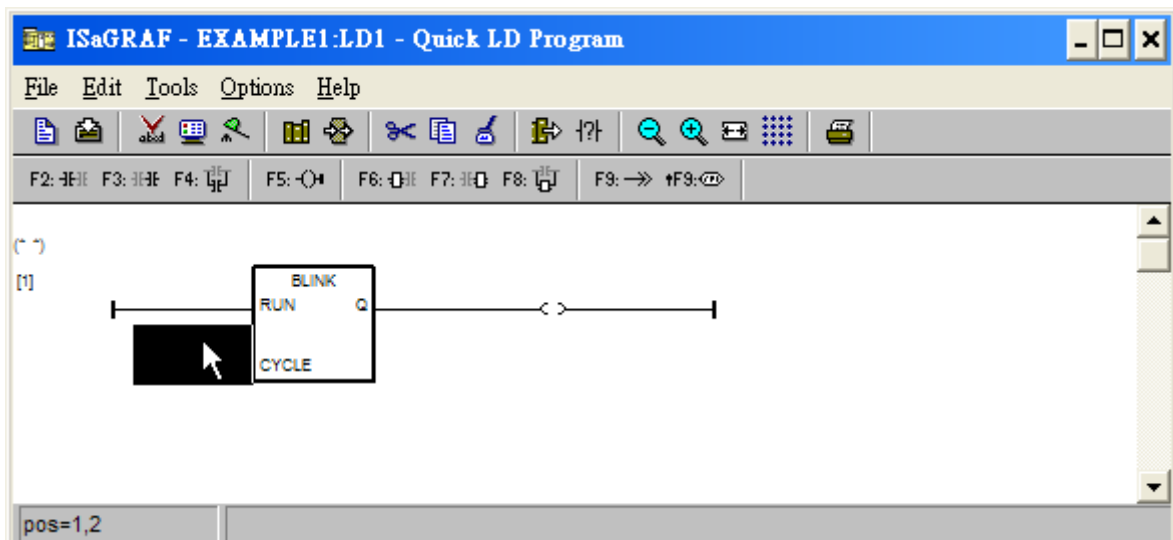 ISaGRAF - EXAMPLE1:LD1 - Quick LD Program
File Edit Tools Options Help
abcd
F2: F3: F4: F5: F6: F7: F8: F9: ↑F9:
(* *)
[1]
BLINK
RUN Q
CYCLE
pos=1,2